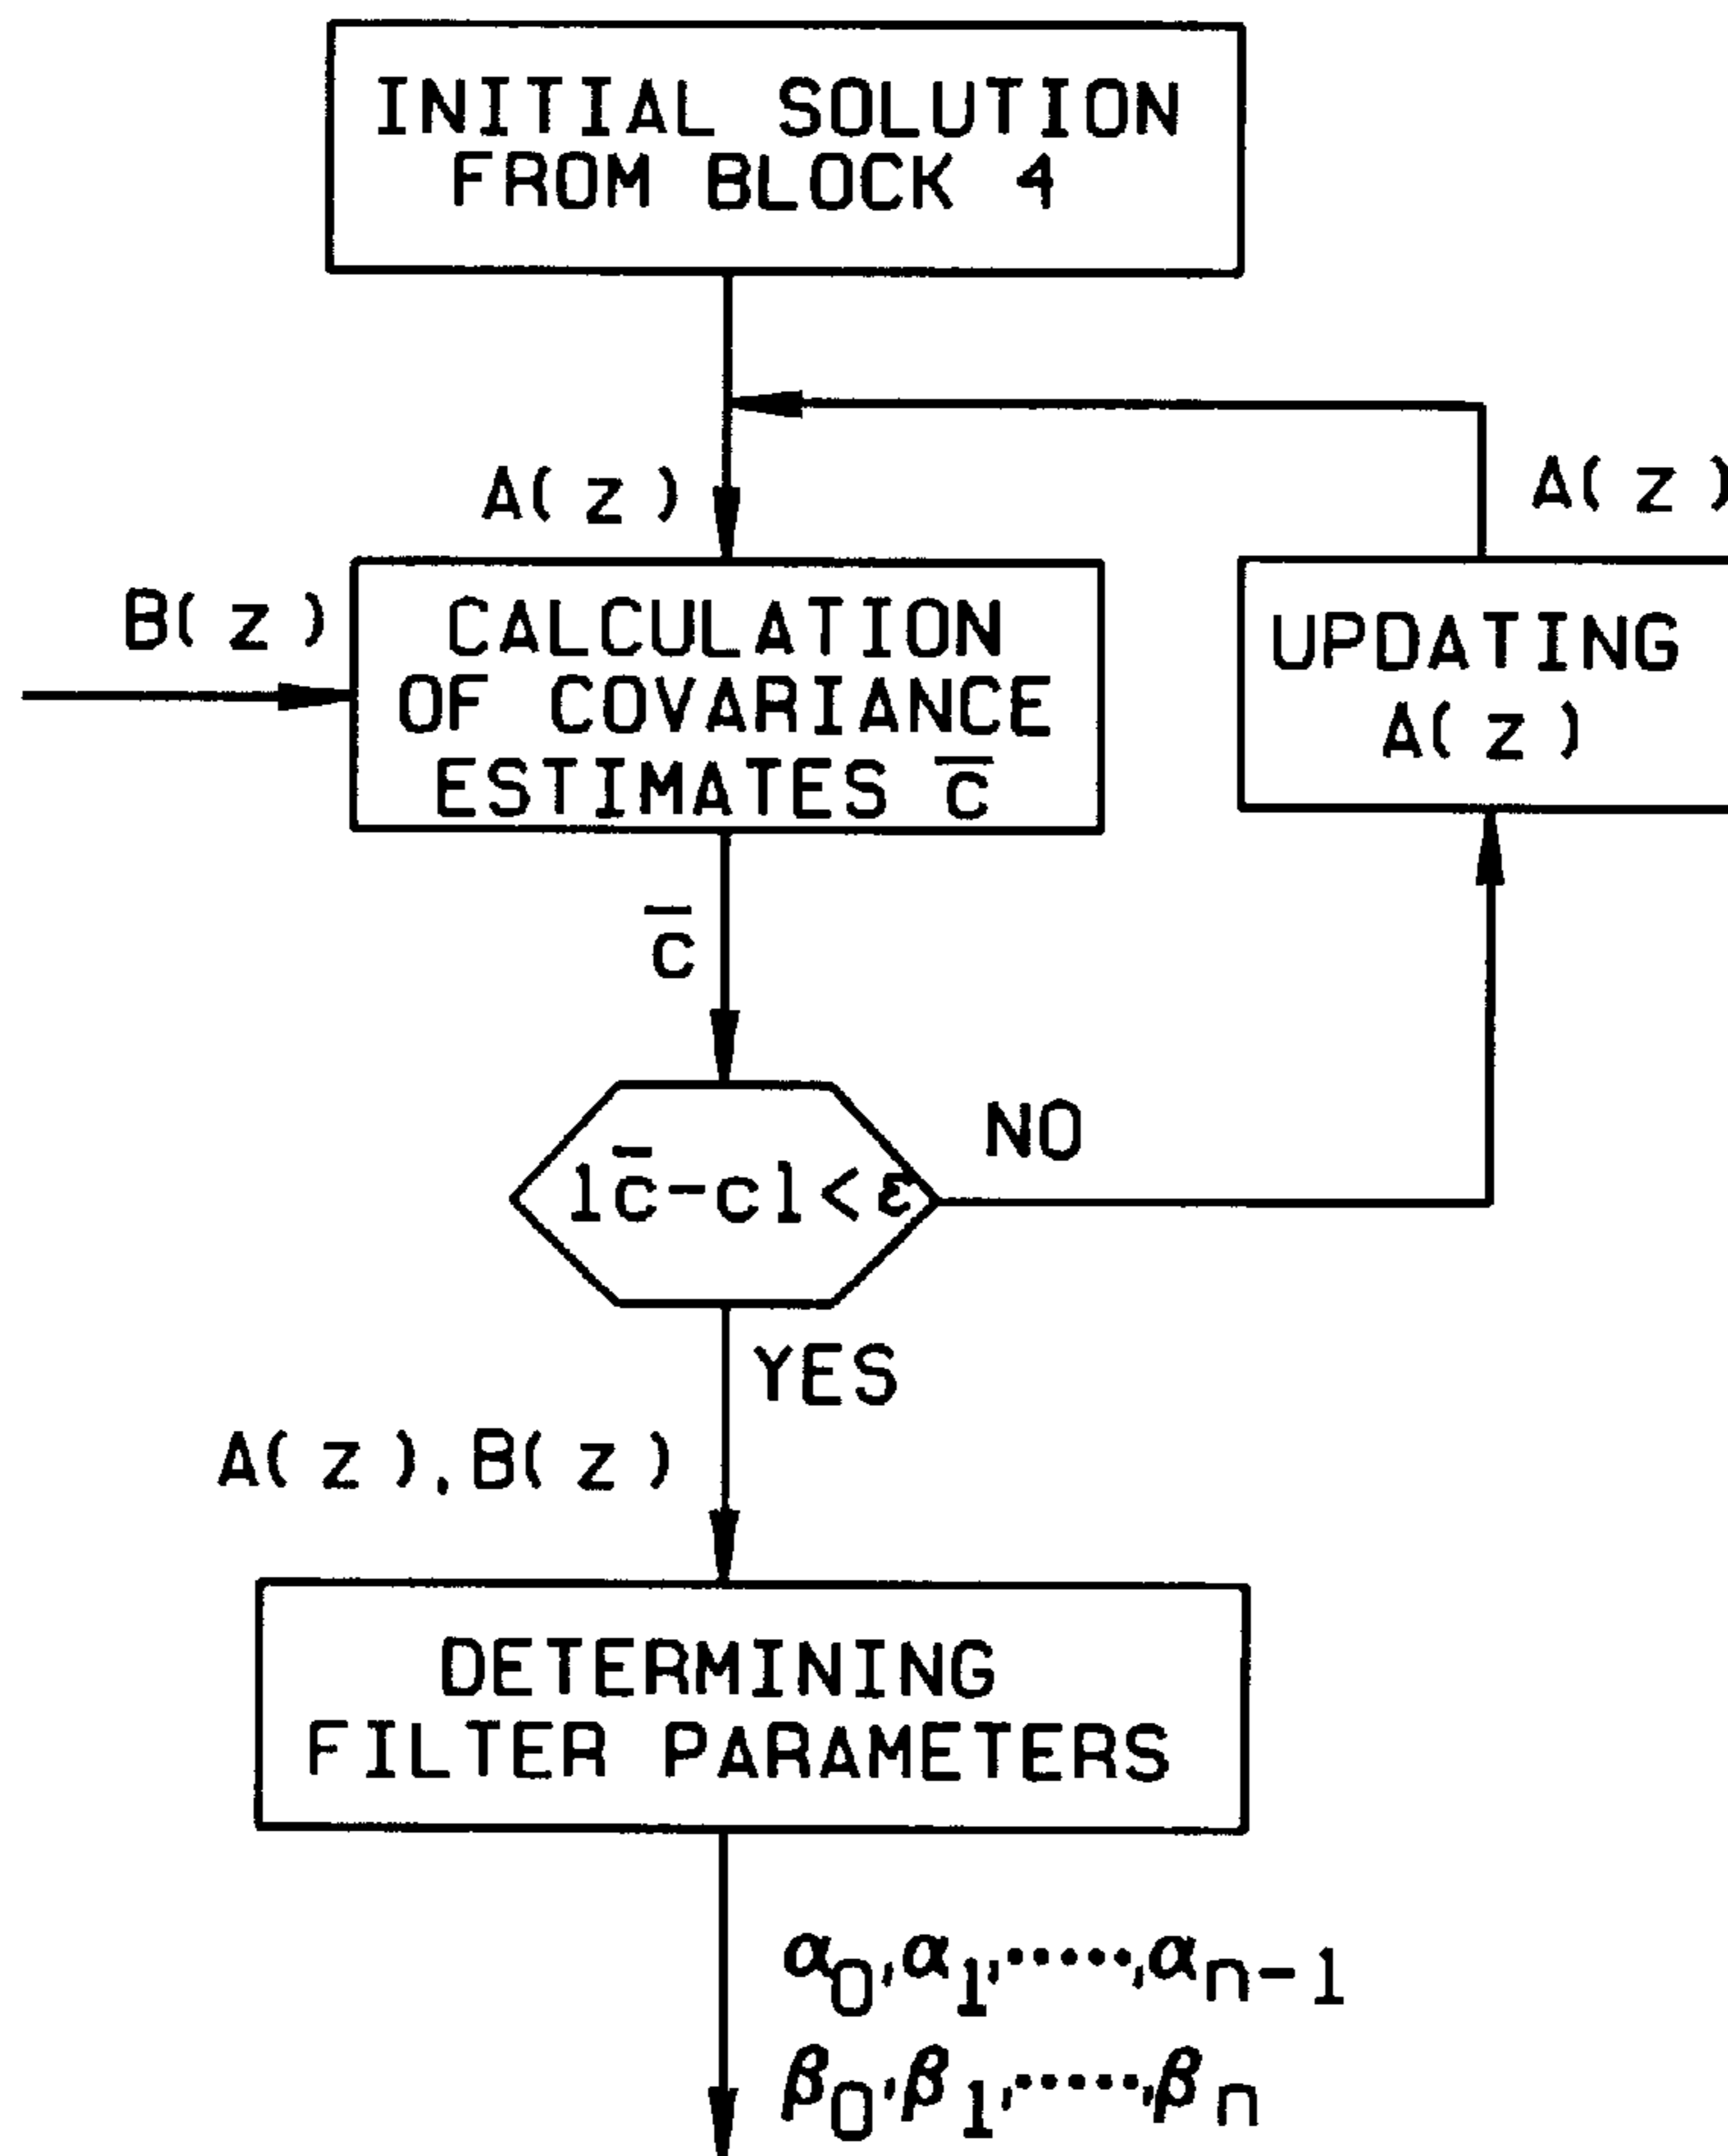 INITIAL SOLUTION
FROM BLOCK 4
A(z)
A(z)
B(z)
CALCULATION
OF COVARIANCE
ESTIMATES c̅
UPDATING
A(z)
c̅
|c̅-c|<ε
NO
YES
A(z),B(z)
DETERMINING
FILTER PARAMETERS
α0,α1,.....,αn-1
β0,β1,.....,βn